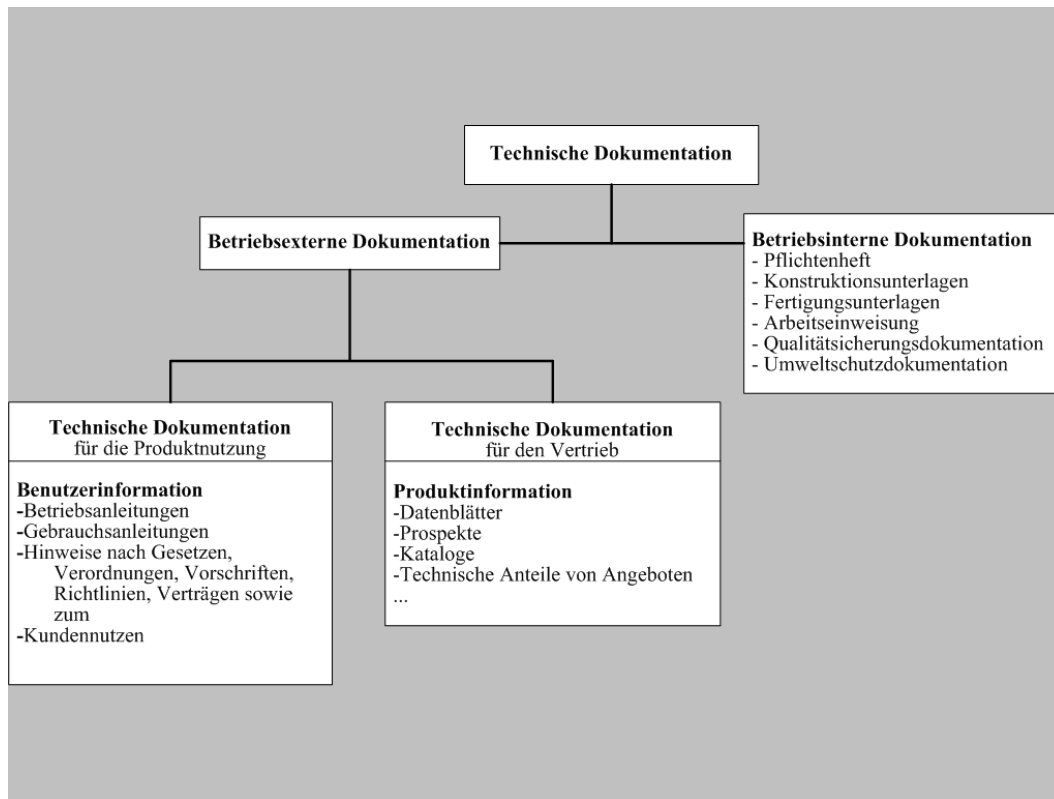 Technische Dokumentation
Betriebsexterne Dokumentation
Betriebsinterne Dokumentation
- Pflichtenheft
- Konstruktionsunterlagen
- Fertigungsunterlagen
- Arbeitseinweisung
- Qualitätsicherungsdokumentation
- Umweltschutzdokumentation
Technische Dokumentation
für die Produktnutzung
Benutzerinformation
-Betriebsanleitungen
-Gebrauchsanleitungen
-Hinweise nach Gesetzen,
Verordnungen, Vorschriften,
Richtlinien, Verträgen sowie
zum
-Kundennutzen
Technische Dokumentation
für den Vertrieb
Produktinformation
-Datenblätter
-Prospekte
-Kataloge
-Technische Anteile von Angeboten
...